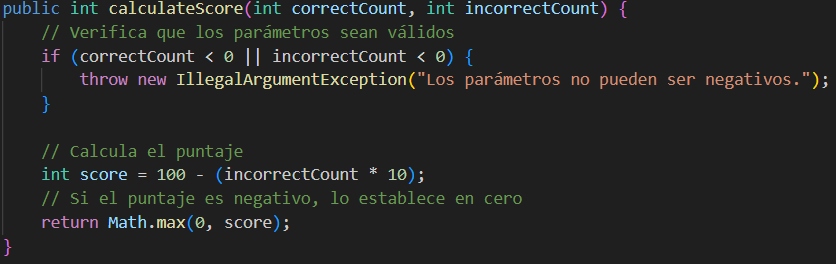 public int calculateScore(int correctCount, int incorrectCount) {
    // Verifica que los parámetros sean válidos
    if (correctCount < 0 || incorrectCount < 0) {
        throw new IllegalArgumentException("Los parámetros no pueden ser negativos.");
    }

    // Calcula el puntaje
    int score = 100 - (incorrectCount * 10);
    // Si el puntaje es negativo, lo establece en cero
    return Math.max(0, score);
}